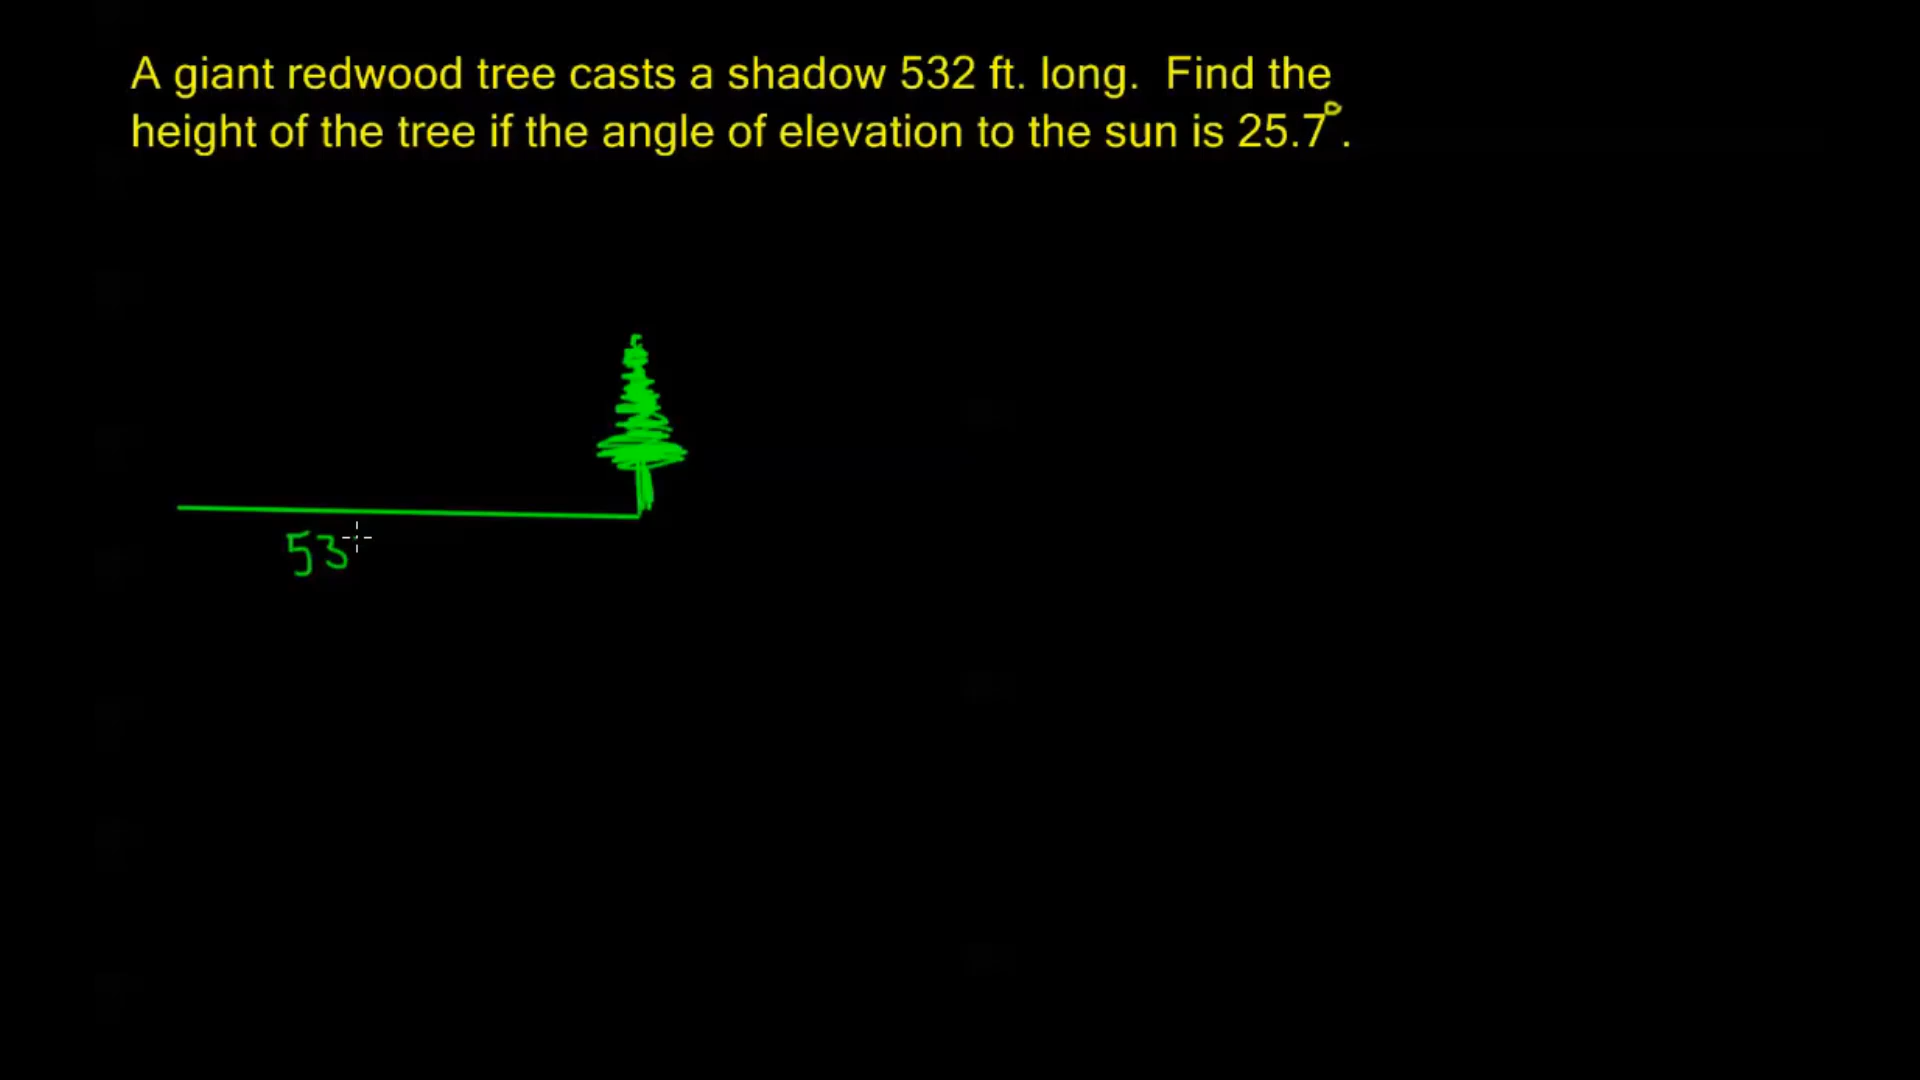 A giant redwood tree casts a shadow 532 ft. long. Find the
height of the tree if the angle of elevation to the sun is 25.7°.
53